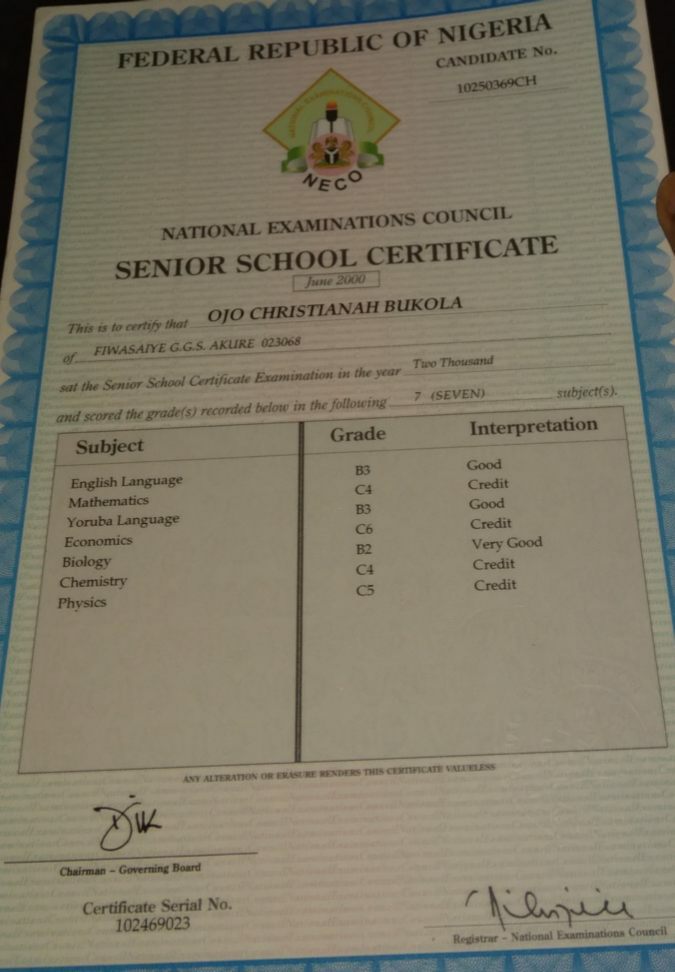 FEDERAL REPUBLIC OF NIGERIA
CANDIDATE No.
10250369CH
NATIONAL EXAMINATIONS COUNCIL
NECO
NATIONAL EXAMINATIONS COUNCIL
SENIOR SCHOOL CERTIFICATE
June 2000
This is to certify that OJO CHRISTIANAH BUKOLA
of FIWASAIYE G.G.S. AKURE 023068
sat the Senior School Certificate Examination in the year Two Thousand
and scored the grade(s) recorded below in the following 7 (SEVEN) subject(s).
Subject Grade Interpretation
English Language B3 Good
Mathematics C4 Credit
Yoruba Language B3 Good
Economics C6 Credit
Biology B2 Very Good
Chemistry C4 Credit
Physics C5 Credit
ANY ALTERATION OR ERASURE RENDERS THIS CERTIFICATE VALUELESS
Chairman – Governing Board
Certificate Serial No.
102469023
Registrar – National Examinations Council